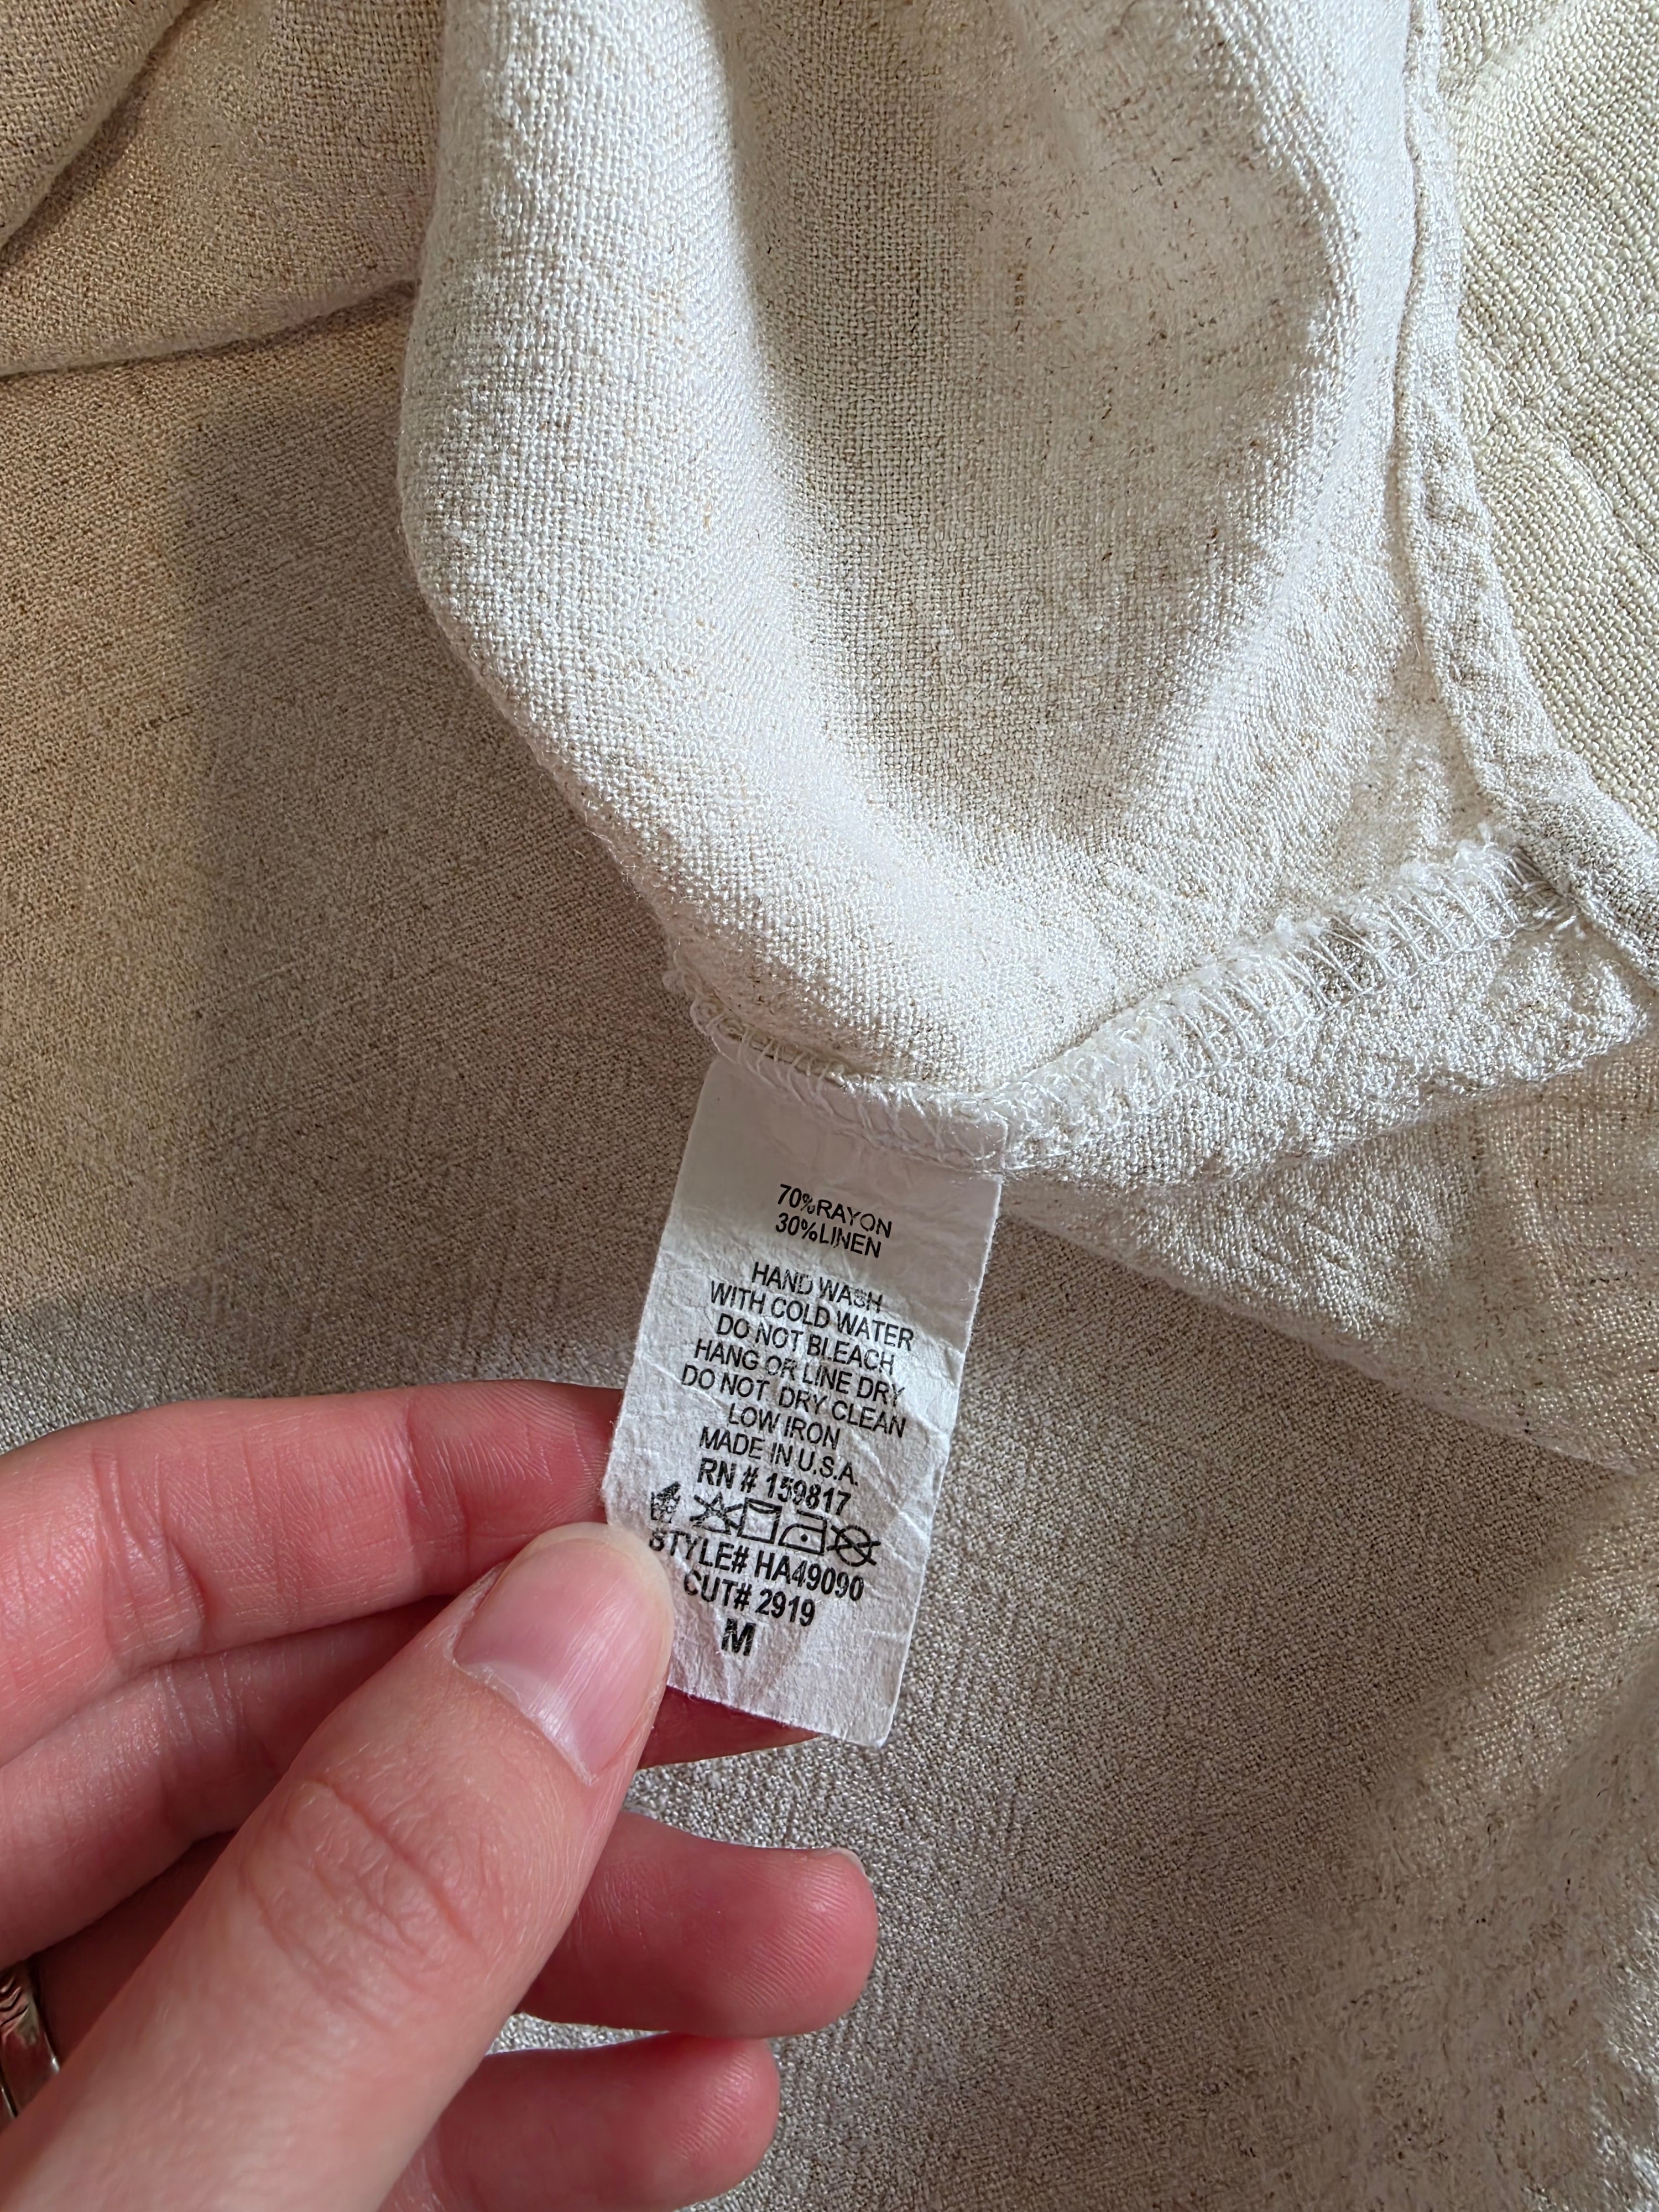 70%RAYON
30%LINEN
HAND WASH
WITH COLD WATER
DO NOT BLEACH
HANG OR LINE DRY
DO NOT DRY CLEAN
LOW IRON
MADE IN U.S.A.
RN # 159817
STYLE# HA49090
CUT# 2919
M